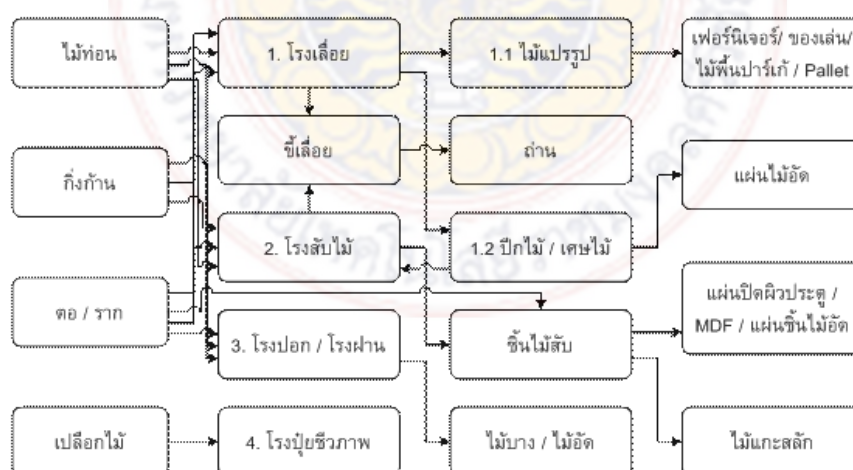 ไม้ท่อน
1. โรงเลื่อย
1.1 ไม้แปรรูป
เฟอร์นิเจอร์/ ของเล่น/
ไม้พื้นปาร์เก้ / Pallet
ขี้เลื่อย
ถ่าน
กิ่งก้าน
แผ่นไม้อัด
2. โรงสับไม้
1.2 ปีกไม้ / เศษไม้
ตอ / ราก
แผ่นปิดผิวประตู /
MDF / แผ่นชิ้นไม้อัด
3. โรงปอก / โรงฝาน
ชิ้นไม้สับ
เปลือกไม้
4. โรงปุ๋ยชีวภาพ
ไม้บาง / ไม้อัด
ไม้แกะสลัก